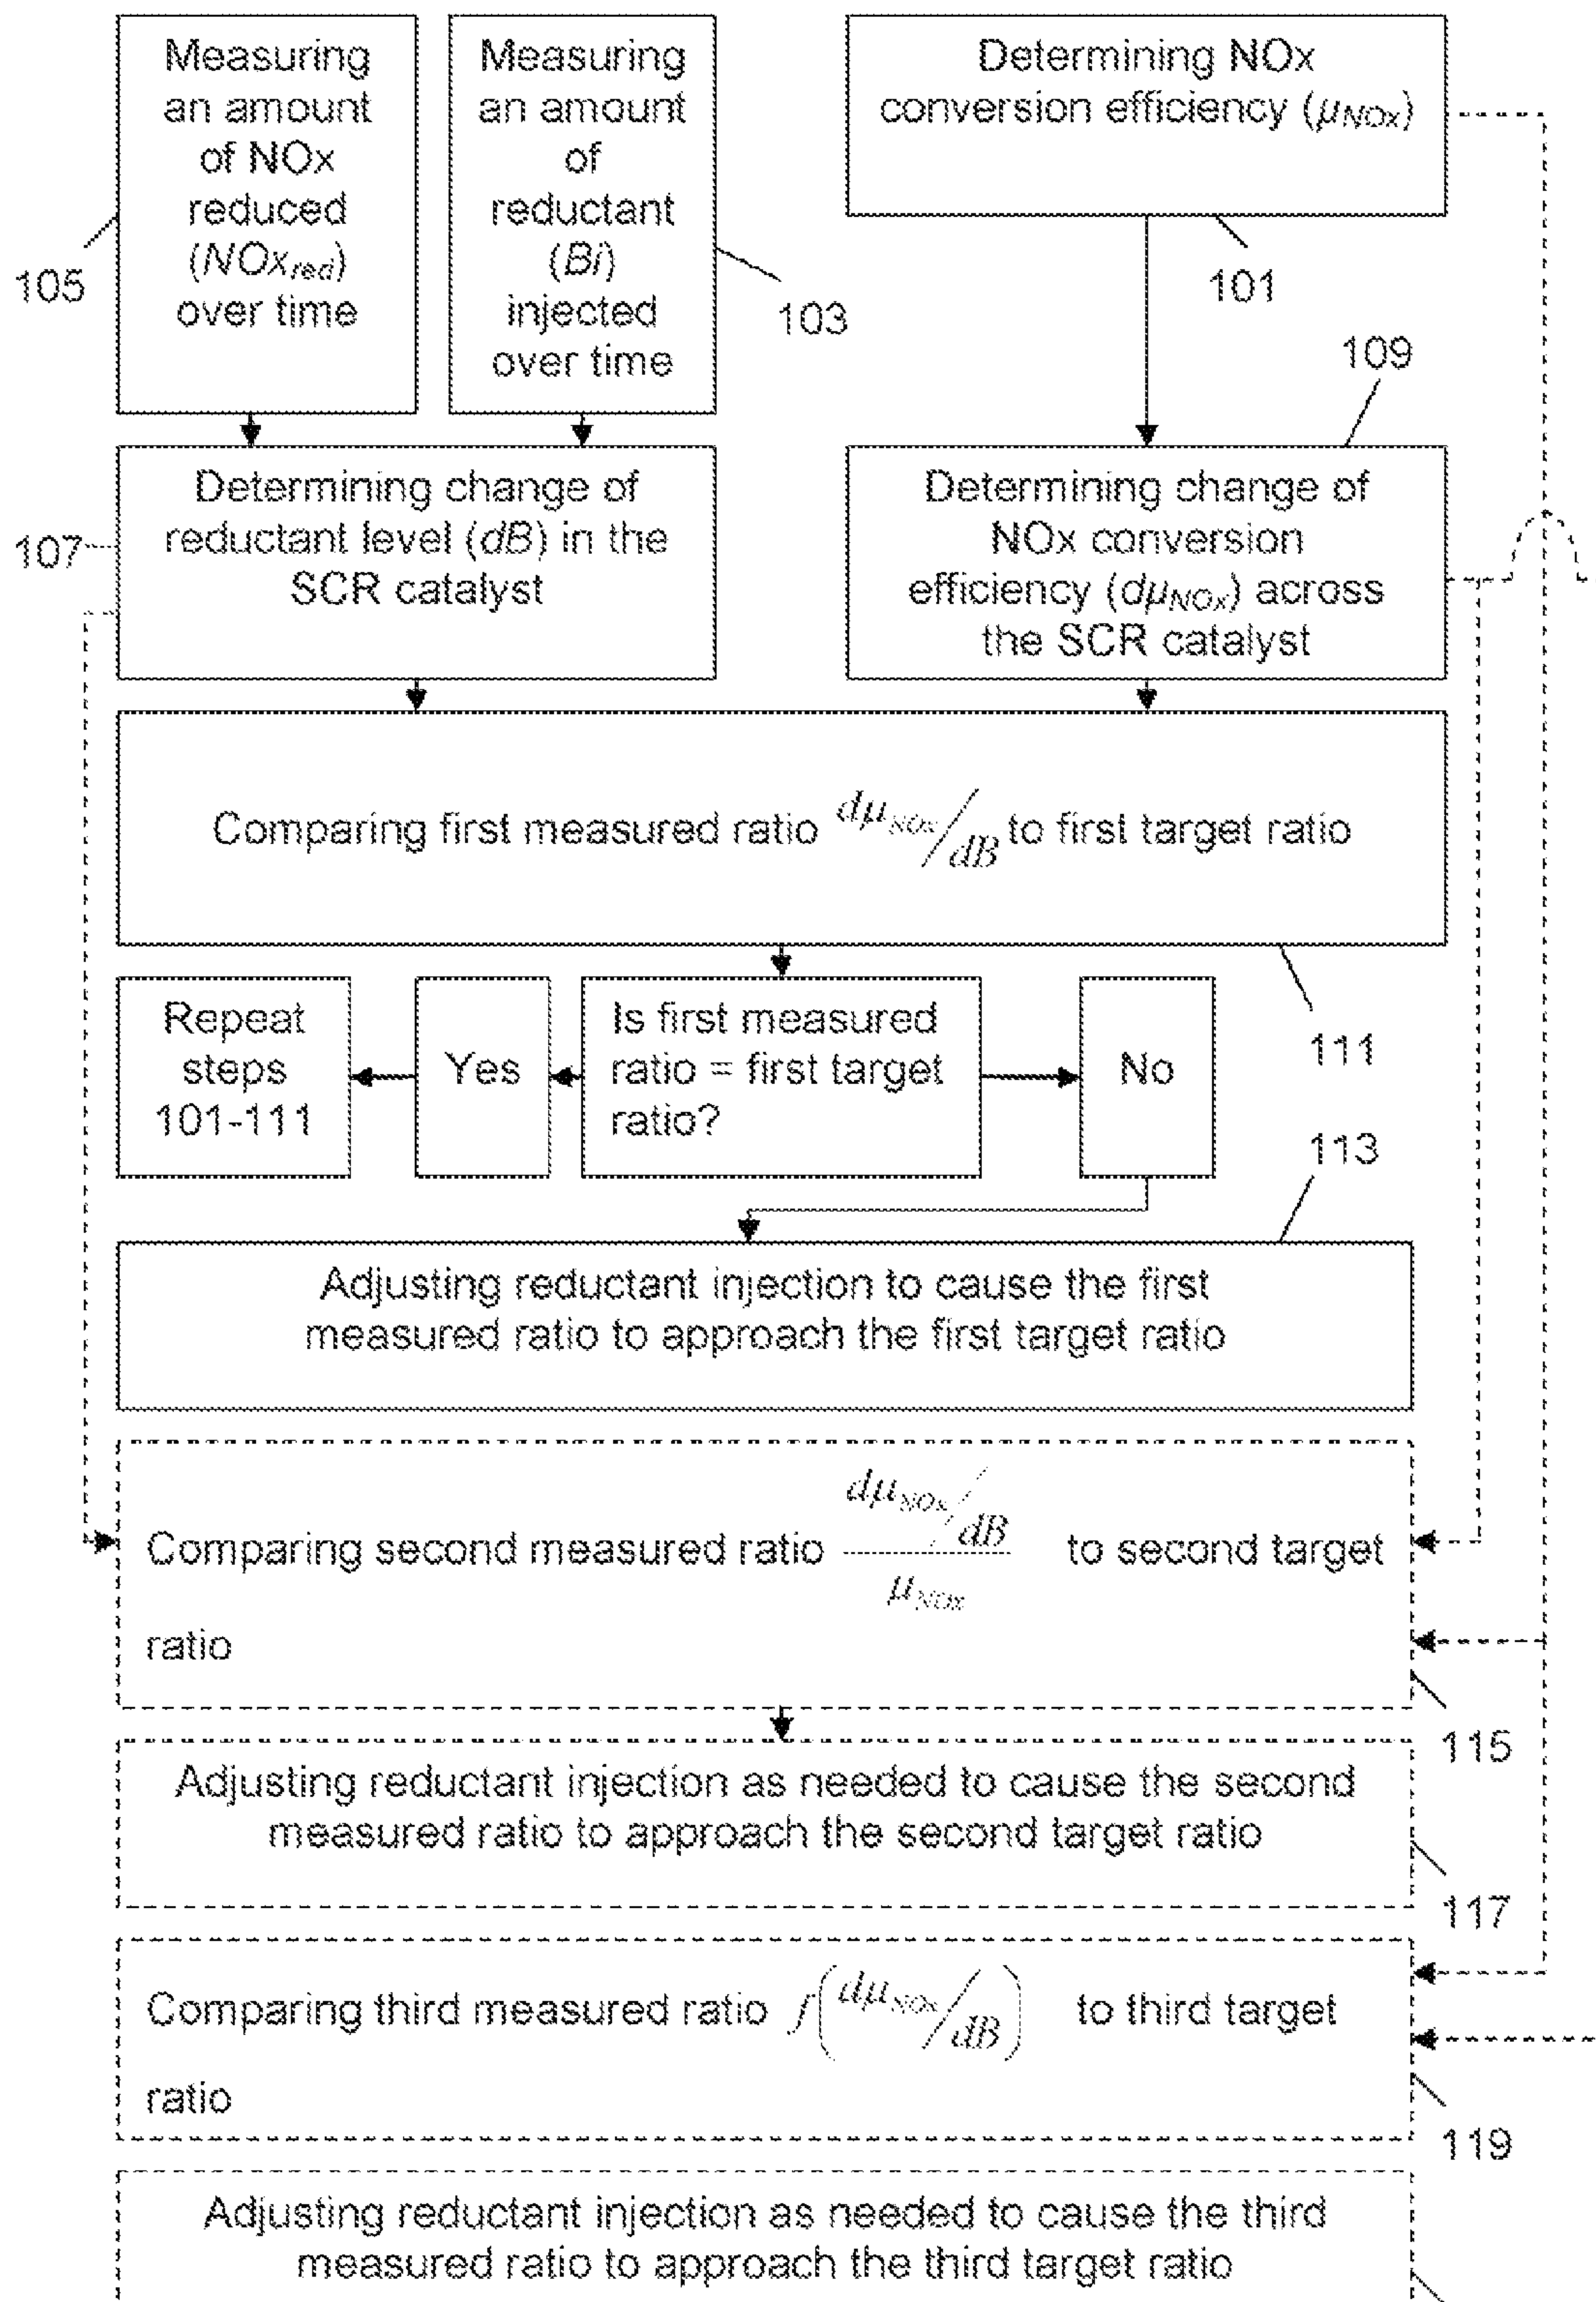 Measuring
an amount
of NOx
reduced
(NOx_red)
over time
105
Measuring
an amount
of
reductant
(Bi)
injected
over time
103
Determining NOx
conversion efficiency (μ_NOx)
101
109
Determining change of
reductant level (dB) in the
SCR catalyst
107
Determining change of
NOx conversion
efficiency (dμ_NOx) across
the SCR catalyst
Comparing first measured ratio dμ_NOx/dB to first target ratio
111
Repeat
steps
101-111
Yes
Is first measured
ratio = first target
ratio?
No
113
Adjusting reductant injection to cause the first
measured ratio to approach the first target ratio
dμ_NOx/dB
Comparing second measured ratio to second target
μ_NOx
ratio
115
Adjusting reductant injection as needed to cause the second
measured ratio to approach the second target ratio
117
Comparing third measured ratio f(dμ_NOx/dB) to third target
ratio
119
Adjusting reductant injection as needed to cause the third
measured ratio to approach the third target ratio